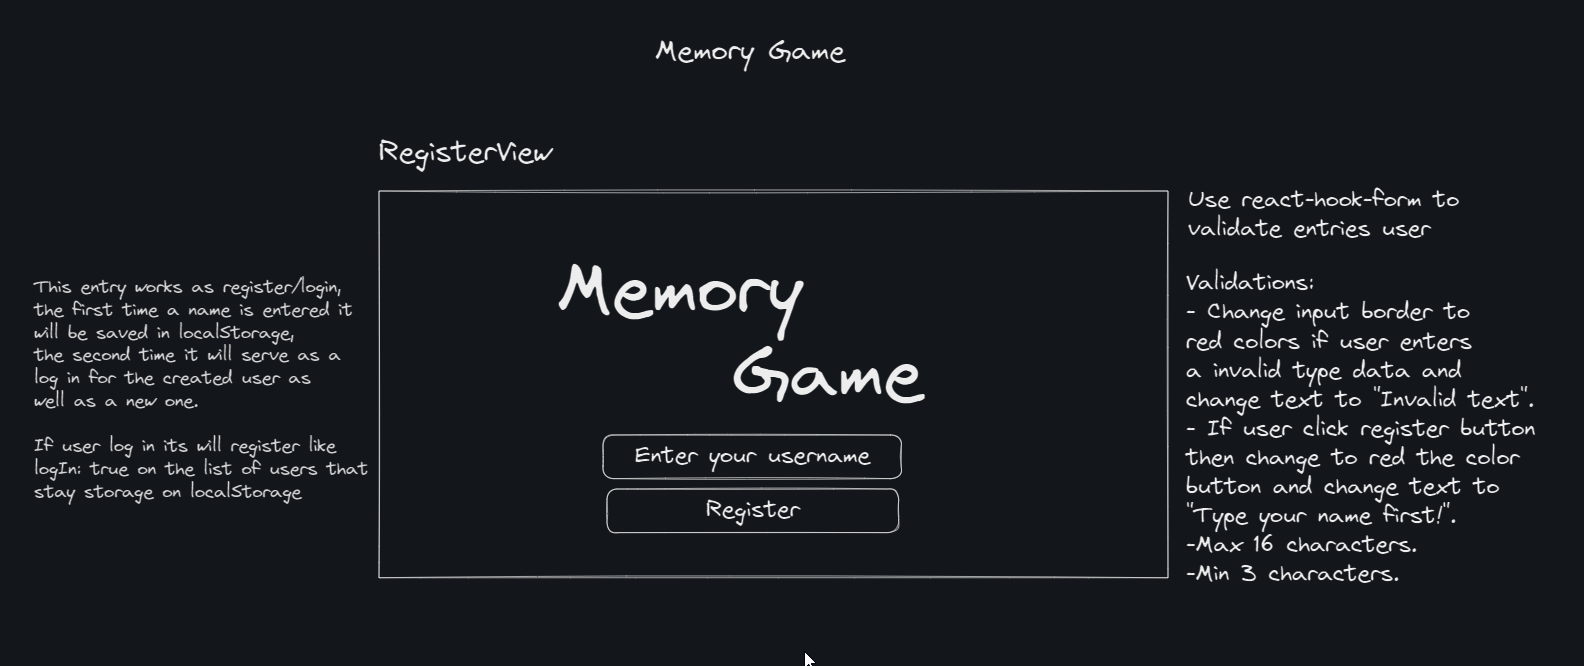 Memory Game
RegisterView
This entry works as register/login,
the first time a name is entered it
will be saved in localStorage,
the second time it will serve as a
log in for the created user as
well as a new one.
If user log in its will register like
logIn: true on the list of users that
stay storage on localStorage
Memory
Game
Enter your username
Register
Use react-hook-form to
validate entries user
Validations:
- Change input border to
red colors if user enters
a invalid type data and
change text to "Invalid text".
- If user click register button
then change to red the color
button and change text to
"Type your name first!".
-Max 16 characters.
-Min 3 characters.